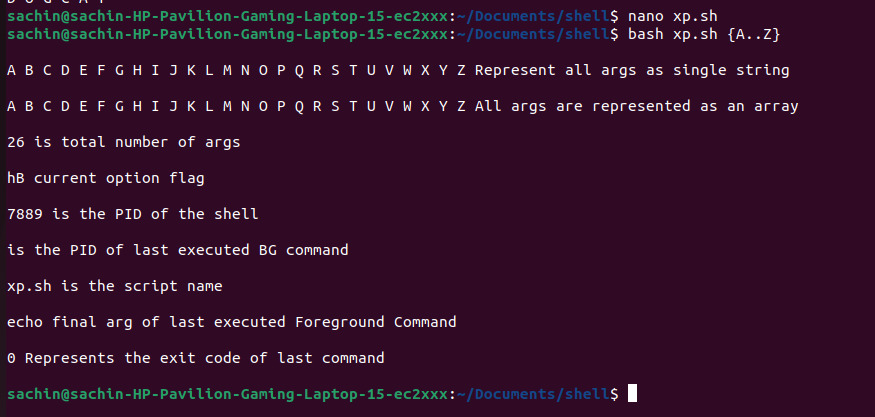 sachin@sachin-HP-Pavilion-Gaming-Laptop-15-ec2xxx:~/Documents/shell$ nano xp.sh
sachin@sachin-HP-Pavilion-Gaming-Laptop-15-ec2xxx:~/Documents/shell$ bash xp.sh {A..Z}
A B C D E F G H I J K L M N O P Q R S T U V W X Y Z Represent all args as single string
A B C D E F G H I J K L M N O P Q R S T U V W X Y Z All args are represented as an array
26 is total number of args
hB current option flag
7889 is the PID of the shell
is the PID of last executed BG command
xp.sh is the script name
echo final arg of last executed Foreground Command
0 Represents the exit code of last command
sachin@sachin-HP-Pavilion-Gaming-Laptop-15-ec2xxx:~/Documents/shell$